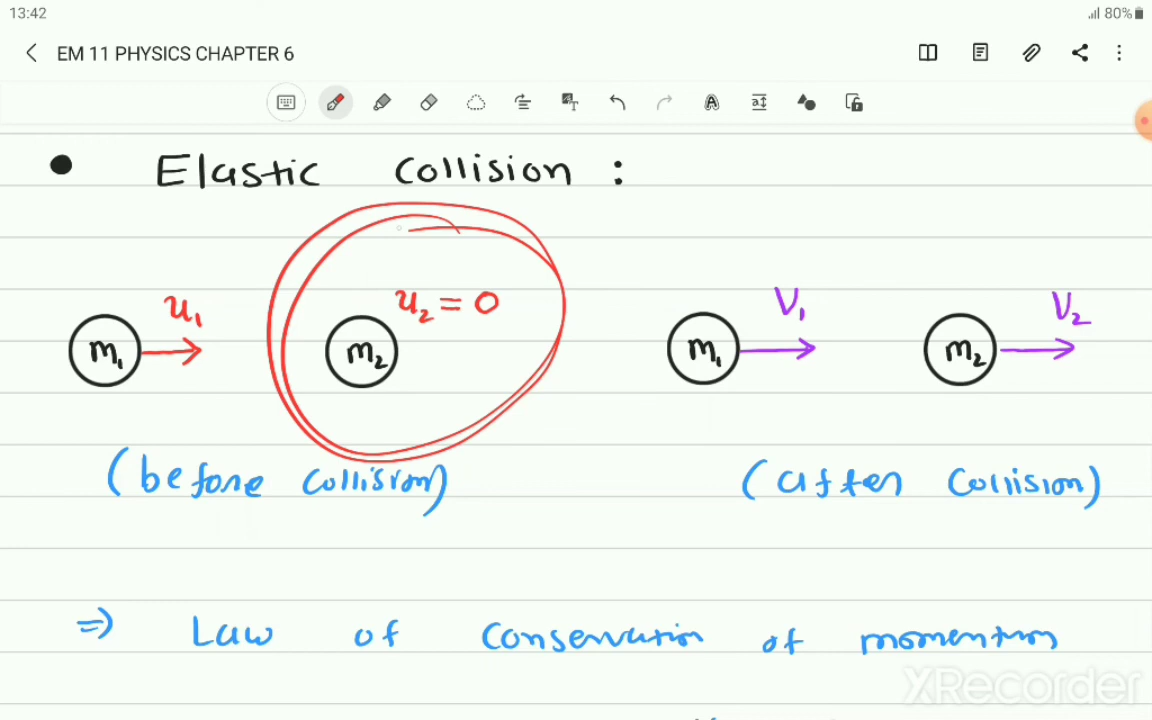 13:42
80%
EM 11 PHYSICS CHAPTER 6
Elastic Collision :
u₁ u₂ = 0 V₁ V₂
m₁ m₂ m₁ m₂
(before collision) (after collision)
⇒ Law of conservation of momentum
XRecorder